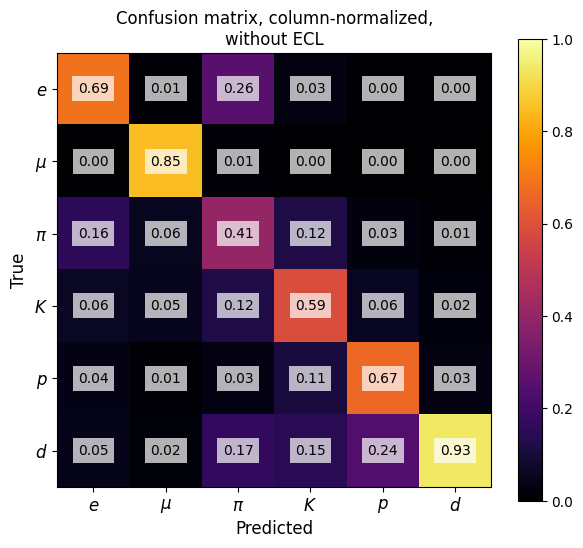 Confusion matrix, column-normalized,
without ECL
e 0.69 0.01 0.26 0.03 0.00 0.00
μ 0.00 0.85 0.01 0.00 0.00 0.00
π 0.16 0.06 0.41 0.12 0.03 0.01
K 0.06 0.05 0.12 0.59 0.06 0.02
p 0.04 0.01 0.03 0.11 0.67 0.03
d 0.05 0.02 0.17 0.15 0.24 0.93
e μ π K p d
True
Predicted
1.0
0.8
0.6
0.4
0.2
0.0